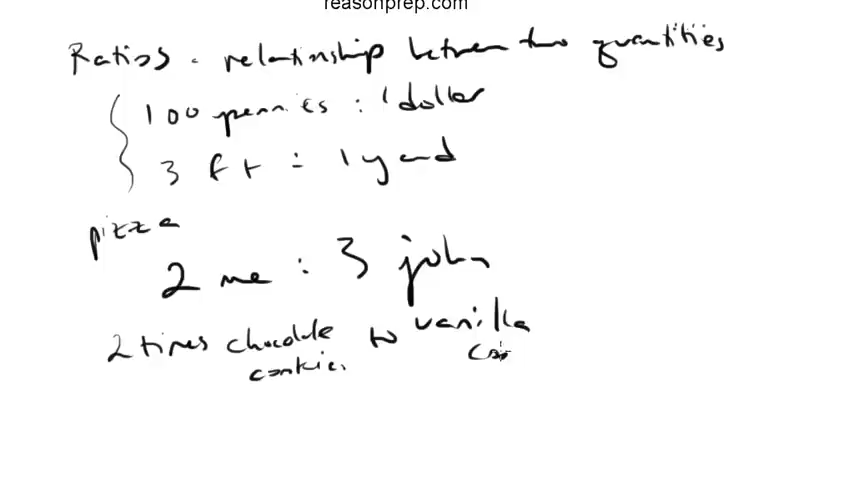 reasonprep.com
Ratios - relationship between two quantities
100 pennies : 1 dollar
3 ft : 1 yard
pizza
2 me : 3 john
2 times chocolate to vanilla
cookies